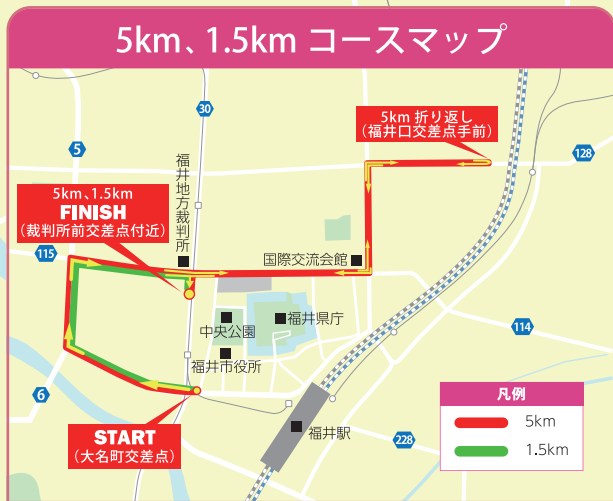 5km、1.5km コースマップ
30
5km 折り返し
（福井口交差点手前）
5
128
福井地方裁判所
5km、1.5km
FINISH
（裁判所前交差点付近）
115
国際交流会館
福井県庁
中央公園
114
福井市役所
6
凡例
5km
1.5km
START
（大名町交差点）
福井駅
228